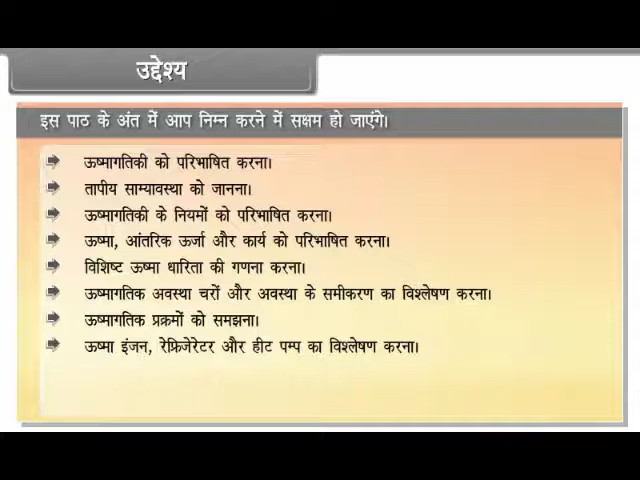 उद्देश्य
इस पाठ के अंत में आप निम्न करने में सक्षम हो जाएंगे।
ऊष्मागतिकी को परिभाषित करना।
तापीय साम्यावस्था को जानना।
ऊष्मागतिकी के नियमों को परिभाषित करना।
ऊष्मा, आंतरिक ऊर्जा और कार्य को परिभाषित करना।
विशिष्ट ऊष्मा धारिता की गणना करना।
ऊष्मागतिक अवस्था चरों और अवस्था के समीकरण का विश्लेषण करना।
ऊष्मागतिक प्रक्रमों को समझना।
ऊष्मा इंजन, रेफ्रिजेरेटर और हीट पम्प का विश्लेषण करना।